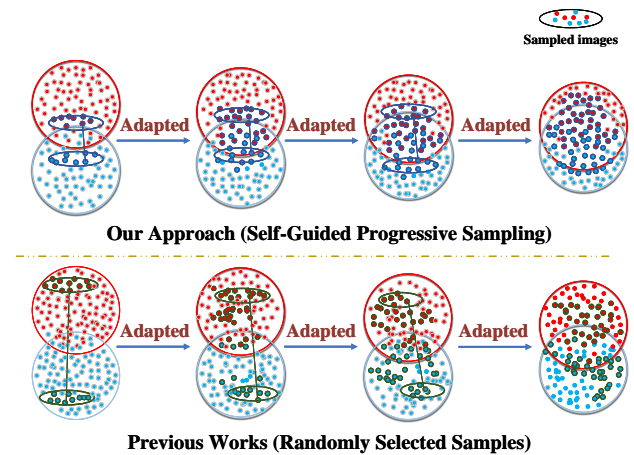 Sampled images
Adapted Adapted Adapted
Our Approach (Self-Guided Progressive Sampling)
Adapted Adapted Adapted
Previous Works (Randomly Selected Samples)